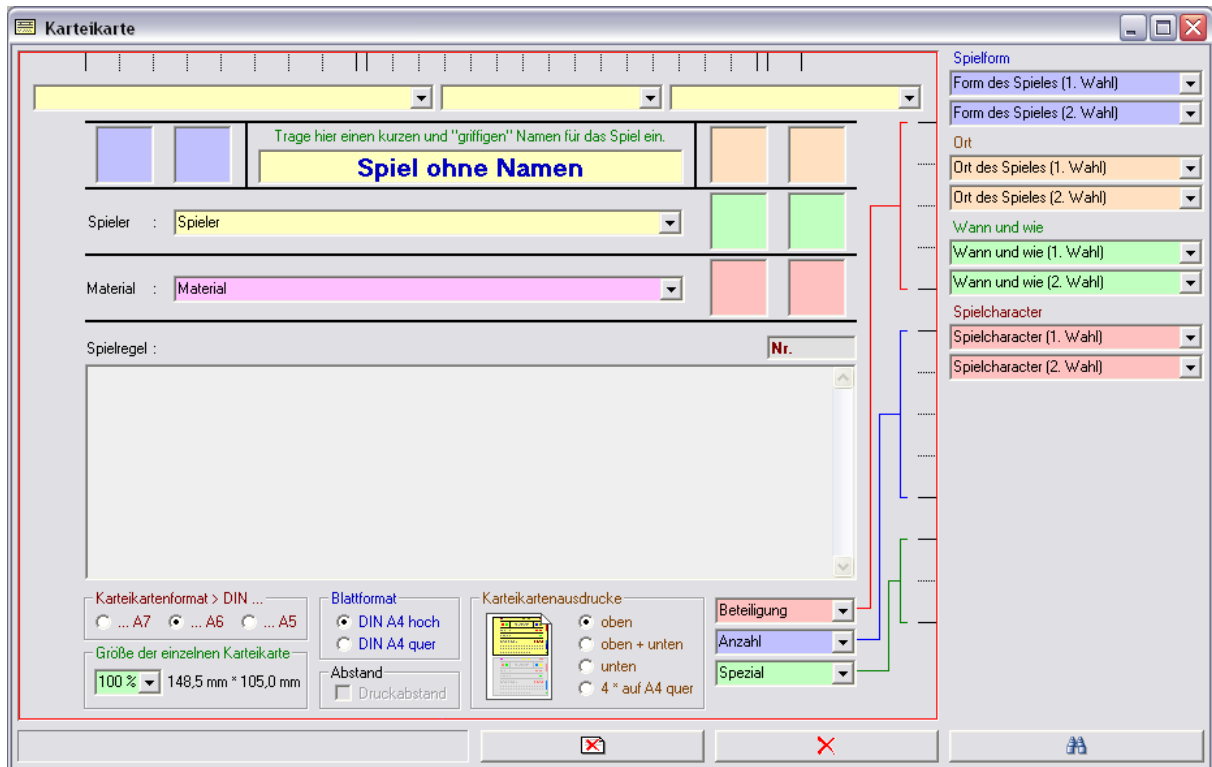 Karteikarte
Trage hier einen kurzen und "griffigen" Namen für das Spiel ein.
Spiel ohne Namen
Spieler : Spieler
Material : Material
Spielregel :
Nr.
Karteikartenformat > DIN ...
... A7 ... A6 ... A5
Größe der einzelnen Karteikarte
100 % 148,5 mm * 105,0 mm
Blattformat
DIN A4 hoch
DIN A4 quer
Abstand
Druckabstand
Karteikartenausdrucke
oben
oben + unten
unten
4 * auf A4 quer
Beteiligung
Anzahl
Spezial
Spielform
Form des Spieles (1. Wahl)
Form des Spieles (2. Wahl)
Ort
Ort des Spieles (1. Wahl)
Ort des Spieles (2. Wahl)
Wann und wie
Wann und wie (1. Wahl)
Wann und wie (2. Wahl)
Spielcharacter
Spielcharacter (1. Wahl)
Spielcharacter (2. Wahl)